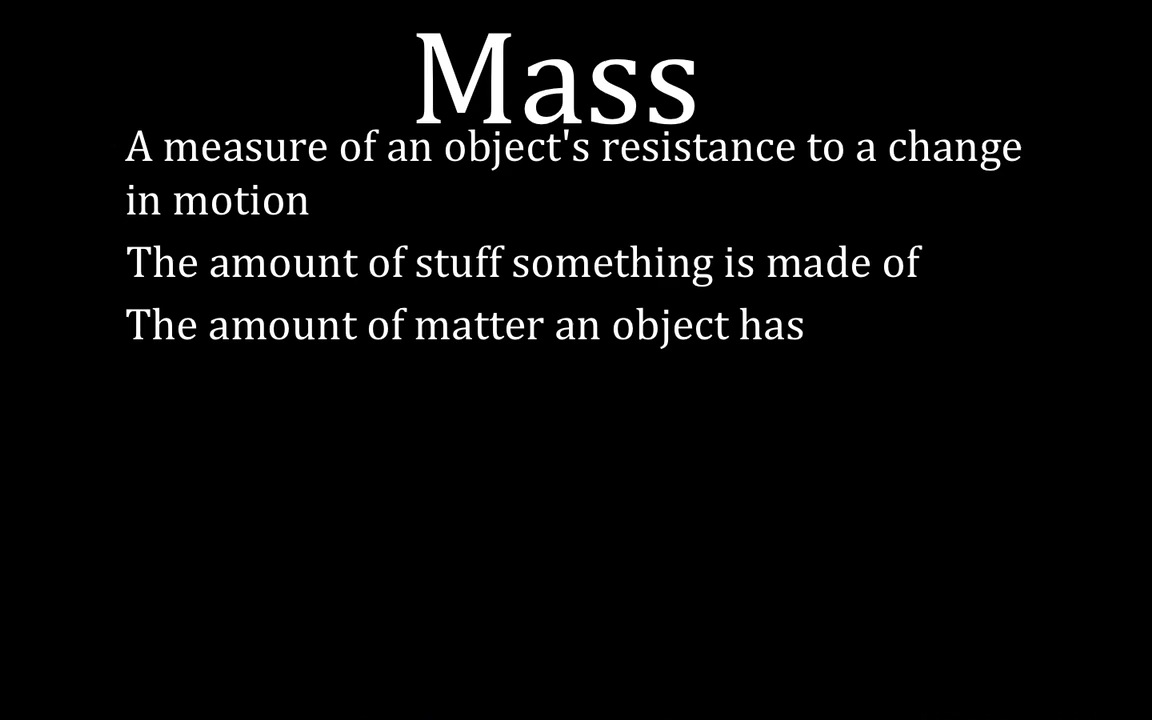 Mass
A measure of an object's resistance to a change
in motion
The amount of stuff something is made of
The amount of matter an object has